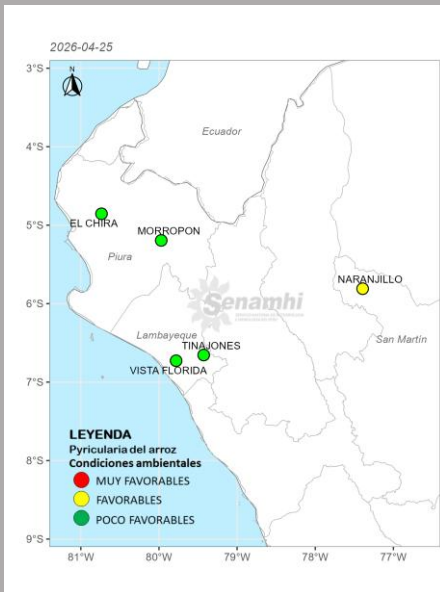 2026-04-25
N
3°S
4°S
5°S
6°S
7°S
8°S
9°S
Ecuador
EL CHIRA
MORROPON
Piura
NARANJILLO
Senamhi
San Martín
Lambayeque
TINAJONES
VISTA FLORIDA
LEYENDA
Pyricularia del arroz
Condiciones ambientales
MUY FAVORABLES
FAVORABLES
POCO FAVORABLES
81°W 80°W 79°W 78°W 77°W